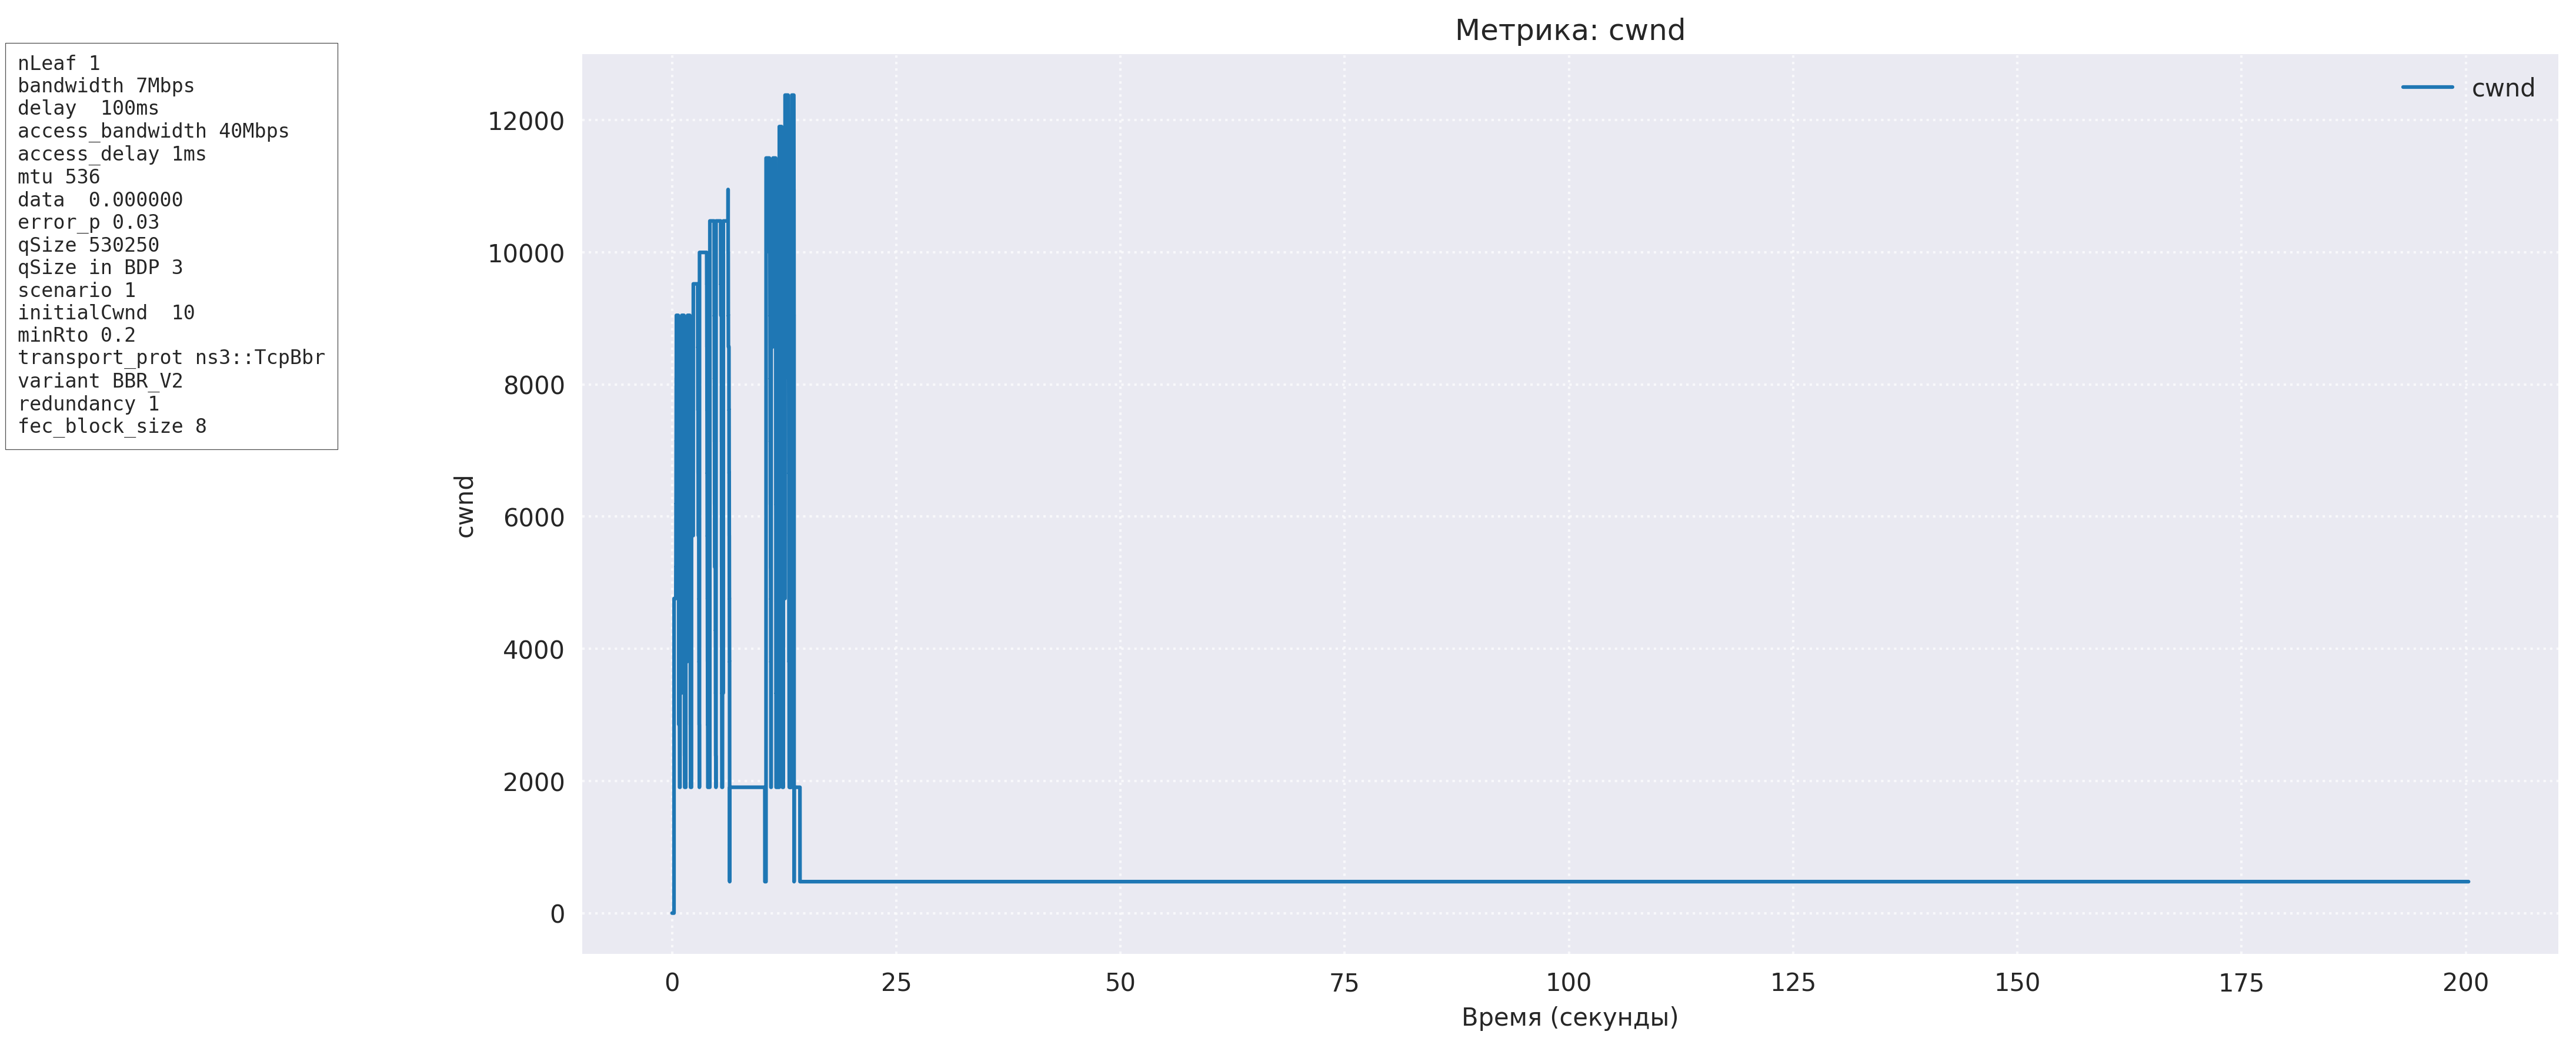 Метрика: cwnd
nLeaf 1
bandwidth 7Mbps
delay  100ms
access_bandwidth 40Mbps
access_delay 1ms
mtu 536
data  0.000000
error_p 0.03
qSize 530250
qSize in BDP 3
scenario 1
initialCwnd  10
minRto 0.2
transport_prot ns3::TcpBbr
variant BBR_V2
redundancy 1
fec_block_size 8
cwnd
12000
10000
8000
6000
4000
2000
0
cwnd
0 25 50 75 100 125 150 175 200
Время (секунды)